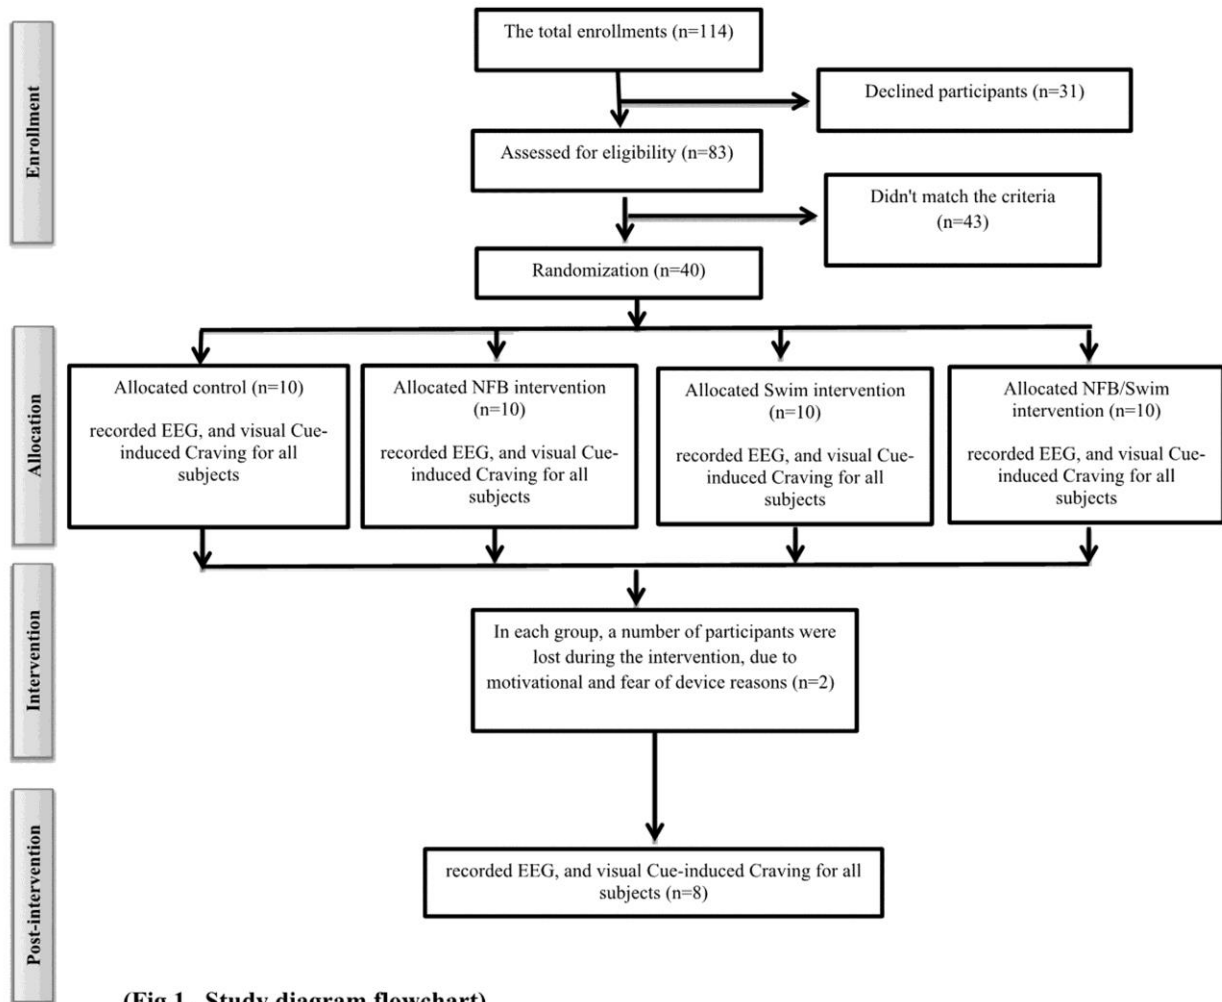 Enrollment
The total enrollments (n=114)
Declined participants (n=31)
Assessed for eligibility (n=83)
Didn't match the criteria
(n=43)
Randomization (n=40)
Allocation
Allocated control (n=10)
recorded EEG, and visual Cue-
induced Craving for all
subjects
Allocated NFB intervention
(n=10)
recorded EEG, and visual Cue-
induced Craving for all
subjects
Allocated Swim intervention
(n=10)
recorded EEG, and visual Cue-
induced Craving for all
subjects
Allocated NFB/Swim
intervention (n=10)
recorded EEG, and visual Cue-
induced Craving for all
subjects
Intervention
In each group, a number of participants were
lost during the intervention, due to
motivational and fear of device reasons (n=2)
Post-intervention
recorded EEG, and visual Cue-induced Craving for all
subjects (n=8)
(Fig 1. Study diagram flowchart)